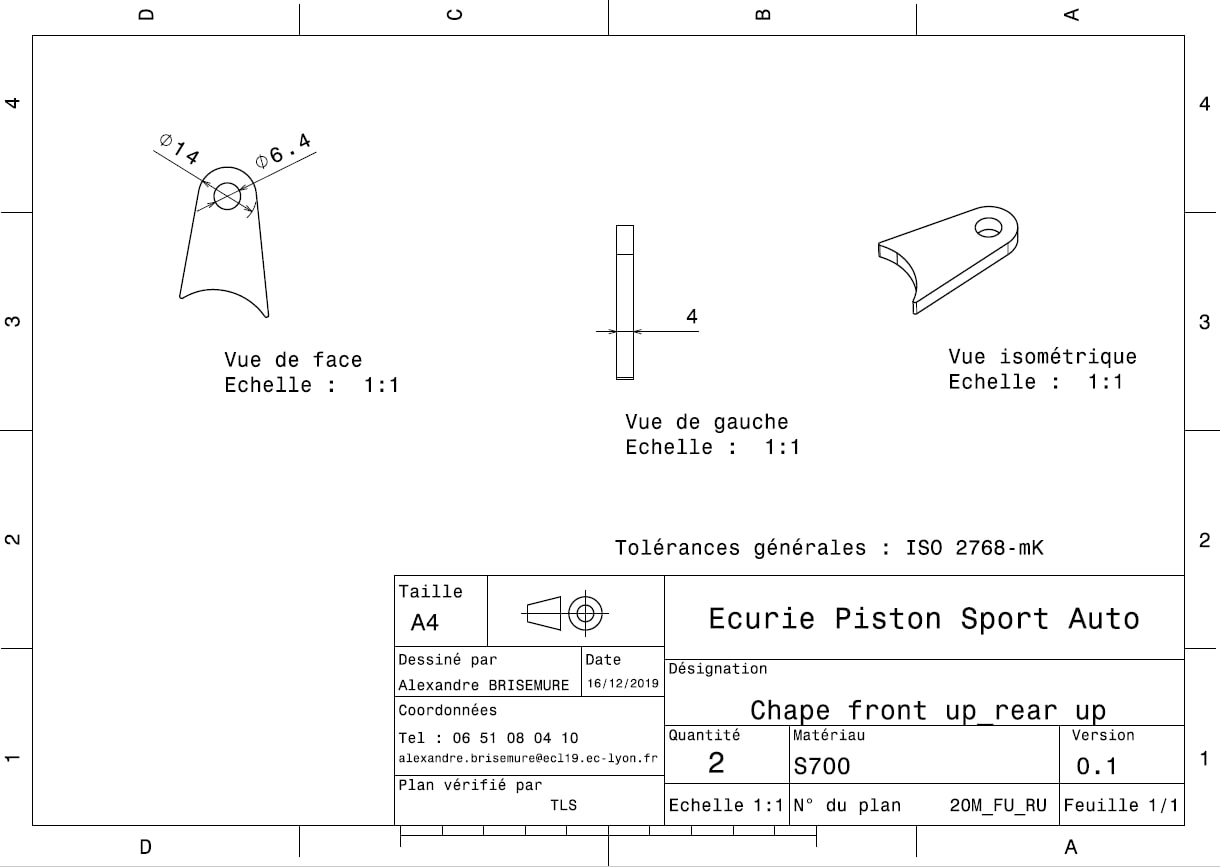 D C B A
4
4
⌀14
⌀6.4
4
3
3
Vue de face
Echelle : 1:1
Vue de gauche
Echelle : 1:1
Vue isométrique
Echelle : 1:1
2
2
Tolérances générales : ISO 2768-mK
Taille
A4
Ecurie Piston Sport Auto
Dessiné par
Alexandre BRISEMURE
Date
16/12/2019
Désignation
Chape front up_rear up
Coordonnées
Tel : 06 51 08 04 10
alexandre.brisemure@ecl19.ec-lyon.fr
Quantité
2
Matériau
S700
Version
0.1
1
1
Plan vérifié par
TLS
Echelle 1:1
N° du plan 20M_FU_RU
Feuille 1/1
D A